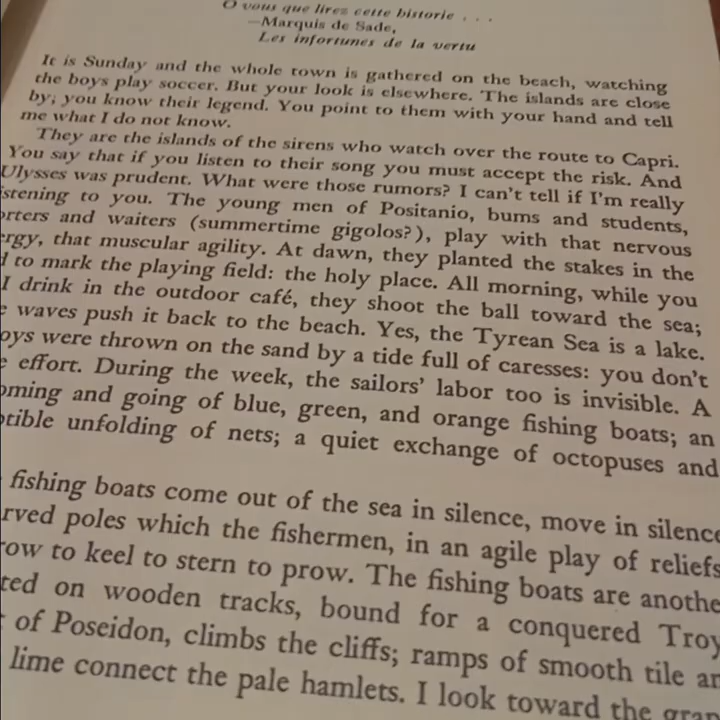 O vous que lirez cette historie . . .
—Marquis de Sade,
Les infortunes de la vertu
It is Sunday and the whole town is gathered on the beach, watching
the boys play soccer. But your look is elsewhere. The islands are close
by; you know their legend. You point to them with your hand and tell
me what I do not know.
They are the islands of the sirens who watch over the route to Capri.
You say that if you listen to their song you must accept the risk. And
Ulysses was prudent. What were those rumors? I can't tell if I'm really
istening to you. The young men of Positanio, bums and students,
orters and waiters (summertime gigolos?), play with that nervous
ergy, that muscular agility. At dawn, they planted the stakes in the
d to mark the playing field: the holy place. All morning, while you
I drink in the outdoor café, they shoot the ball toward the sea;
e waves push it back to the beach. Yes, the Tyrean Sea is a lake.
oys were thrown on the sand by a tide full of caresses: you don't
e effort. During the week, the sailors' labor too is invisible. A
oming and going of blue, green, and orange fishing boats; an
ptible unfolding of nets; a quiet exchange of octopuses and
fishing boats come out of the sea in silence, move in silence
rved poles which the fishermen, in an agile play of reliefs
row to keel to stern to prow. The fishing boats are anothe
ted on wooden tracks, bound for a conquered Troy
of Poseidon, climbs the cliffs; ramps of smooth tile an
lime connect the pale hamlets. I look toward the gran